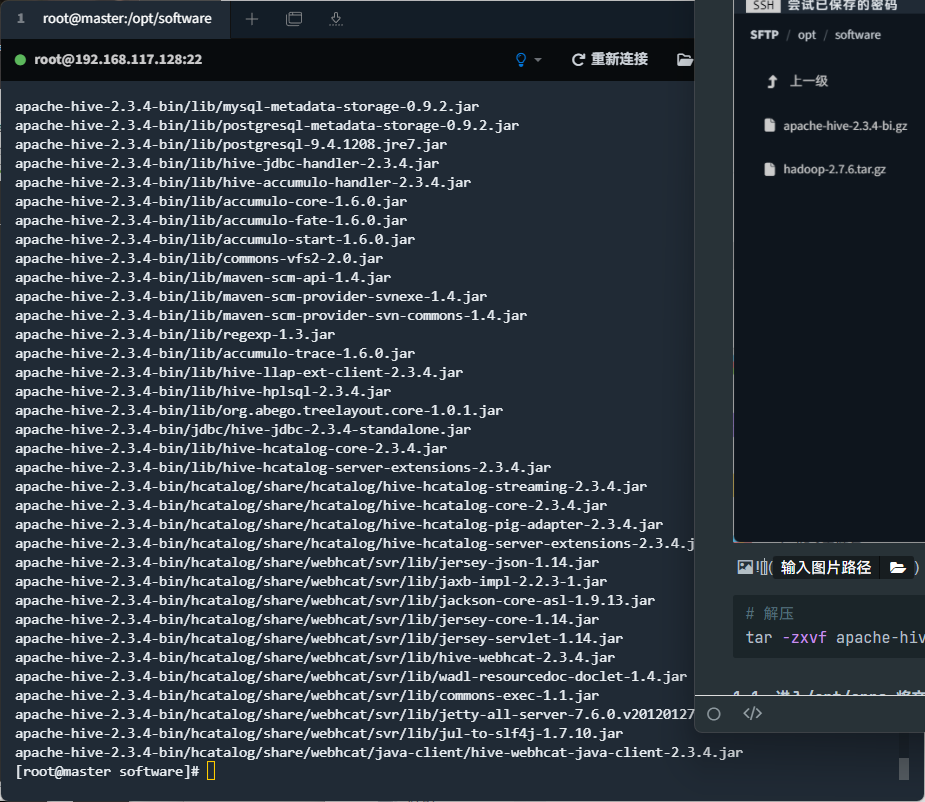 1 root@master:/opt/software
root@192.168.117.128:22 重新连接
apache-hive-2.3.4-bin/lib/mysql-metadata-storage-0.9.2.jar
apache-hive-2.3.4-bin/lib/postgresql-metadata-storage-0.9.2.jar
apache-hive-2.3.4-bin/lib/postgresql-9.4.1208.jre7.jar
apache-hive-2.3.4-bin/lib/hive-jdbc-handler-2.3.4.jar
apache-hive-2.3.4-bin/lib/hive-accumulo-handler-2.3.4.jar
apache-hive-2.3.4-bin/lib/accumulo-core-1.6.0.jar
apache-hive-2.3.4-bin/lib/accumulo-fate-1.6.0.jar
apache-hive-2.3.4-bin/lib/accumulo-start-1.6.0.jar
apache-hive-2.3.4-bin/lib/commons-vfs2-2.0.jar
apache-hive-2.3.4-bin/lib/maven-scm-api-1.4.jar
apache-hive-2.3.4-bin/lib/maven-scm-provider-svnexe-1.4.jar
apache-hive-2.3.4-bin/lib/maven-scm-provider-svn-commons-1.4.jar
apache-hive-2.3.4-bin/lib/regexp-1.3.jar
apache-hive-2.3.4-bin/lib/accumulo-trace-1.6.0.jar
apache-hive-2.3.4-bin/lib/hive-llap-ext-client-2.3.4.jar
apache-hive-2.3.4-bin/lib/hive-hplsql-2.3.4.jar
apache-hive-2.3.4-bin/lib/org.abego.treelayout.core-1.0.1.jar
apache-hive-2.3.4-bin/jdbc/hive-jdbc-2.3.4-standalone.jar
apache-hive-2.3.4-bin/lib/hive-hcatalog-core-2.3.4.jar
apache-hive-2.3.4-bin/lib/hive-hcatalog-server-extensions-2.3.4.jar
apache-hive-2.3.4-bin/hcatalog/share/hcatalog/hive-hcatalog-streaming-2.3.4.jar
apache-hive-2.3.4-bin/hcatalog/share/hcatalog/hive-hcatalog-core-2.3.4.jar
apache-hive-2.3.4-bin/hcatalog/share/hcatalog/hive-hcatalog-pig-adapter-2.3.4.jar
apache-hive-2.3.4-bin/hcatalog/share/hcatalog/hive-hcatalog-server-extensions-2.3.4.j
apache-hive-2.3.4-bin/hcatalog/share/webhcat/svr/lib/jersey-json-1.14.jar
apache-hive-2.3.4-bin/hcatalog/share/webhcat/svr/lib/jaxb-impl-2.2.3-1.jar
apache-hive-2.3.4-bin/hcatalog/share/webhcat/svr/lib/jackson-core-asl-1.9.13.jar
apache-hive-2.3.4-bin/hcatalog/share/webhcat/svr/lib/jersey-core-1.14.jar
apache-hive-2.3.4-bin/hcatalog/share/webhcat/svr/lib/jersey-servlet-1.14.jar
apache-hive-2.3.4-bin/hcatalog/share/webhcat/svr/lib/hive-webhcat-2.3.4.jar
apache-hive-2.3.4-bin/hcatalog/share/webhcat/svr/lib/wadl-resourcedoc-doclet-1.4.jar
apache-hive-2.3.4-bin/hcatalog/share/webhcat/svr/lib/commons-exec-1.1.jar
apache-hive-2.3.4-bin/hcatalog/share/webhcat/svr/lib/jetty-all-server-7.6.0.v20120127
apache-hive-2.3.4-bin/hcatalog/share/webhcat/svr/lib/jul-to-slf4j-1.7.10.jar
apache-hive-2.3.4-bin/hcatalog/share/webhcat/java-client/hive-webhcat-java-client-2.3.4.jar
[root@master software]#
SSH 尝试已保存的密码
SFTP / opt / software
上一级
apache-hive-2.3.4-bi.gz
hadoop-2.7.6.tar.gz
输入图片路径 )
# 解压
tar -zxvf apache-hiv